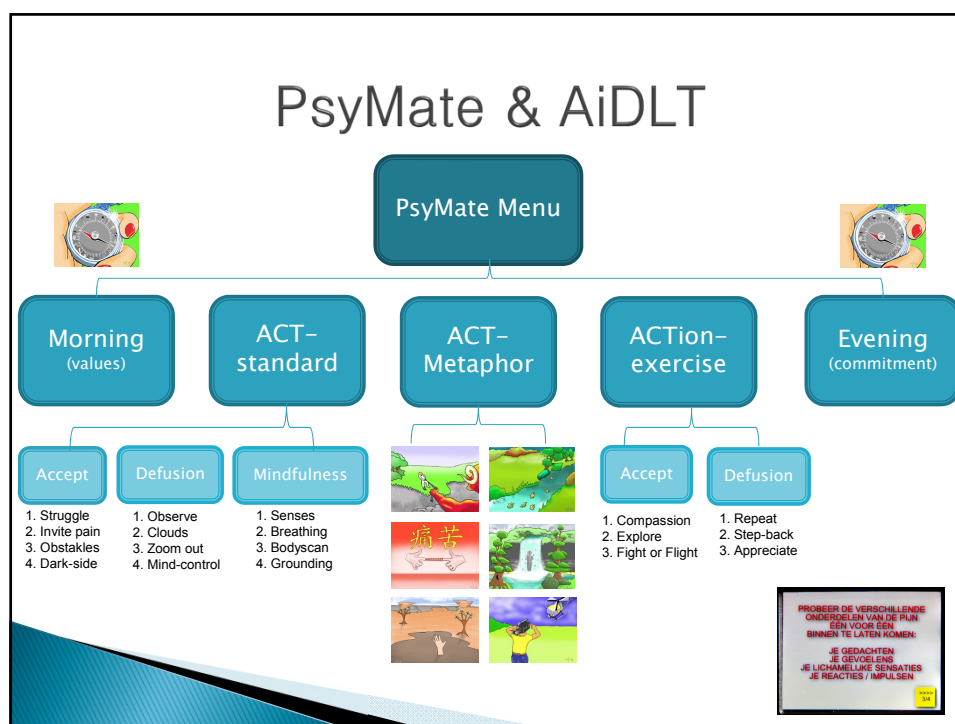 PsyMate & AiDLT
PsyMate Menu
Morning
(values)
ACT-
standard
ACT-
Metaphor
ACTion-
exercise
Evening
(commitment)
Accept
1. Struggle
2. Invite pain
3. Obstakles
4. Dark-side
Defusion
1. Observe
2. Clouds
3. Zoom out
4. Mind-control
Mindfulness
1. Senses
2. Breathing
3. Bodyscan
4. Grounding
痛苦
Accept
1. Compassion
2. Explore
3. Fight or Flight
Defusion
1. Repeat
2. Step-back
3. Appreciate
PROBEER DE VERSCHILLENDE
ONDERDELEN VAN DE PIJN
ÉÉN VOOR ÉÉN
BINNEN TE LATEN KOMEN:
JE GEDACHTEN
JE GEVOELENS
JE LICHAMELIJKE SENSATIES
JE REACTIES / IMPULSEN
>>>>
3/4